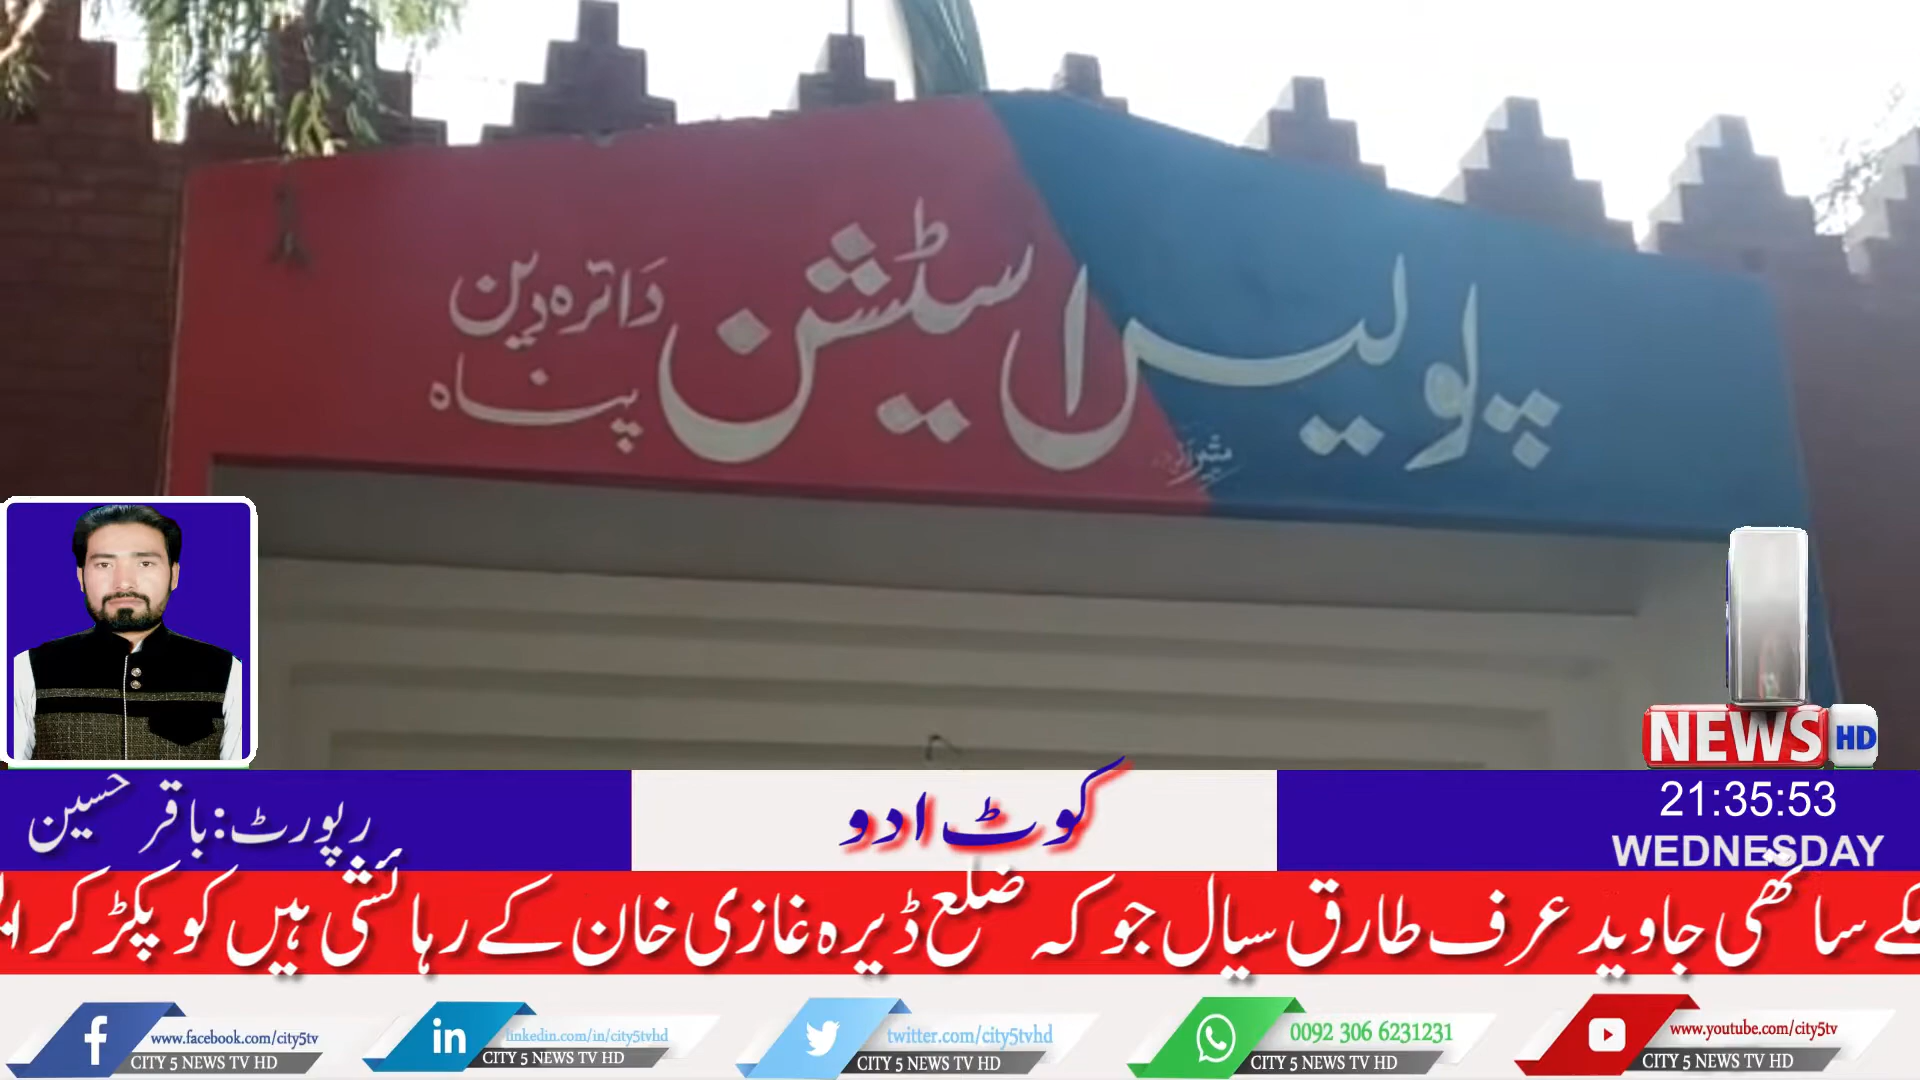 پولیس اسٹیشن دائرہ دین
پناہ
NEWS HD
21:35:53
WEDNESDAY
کوٹ ادو
رپورٹ: باقر حسین
کے ساتھی جاوید عرف طارق سیال جو کہ ضلع ڈیرہ غازی خان کے رہائشی ہیں کو پکڑ کر
www.facebook.com/city5tv
CITY 5 NEWS TV HD
linkedin.com/in/city5tvhd
CITY 5 NEWS TV HD
twitter.com/city5tvhd
CITY 5 NEWS TV HD
0092 306 6231231
CITY 5 NEWS TV HD
www.youtube.com/city5tv
CITY 5 NEWS TV HD